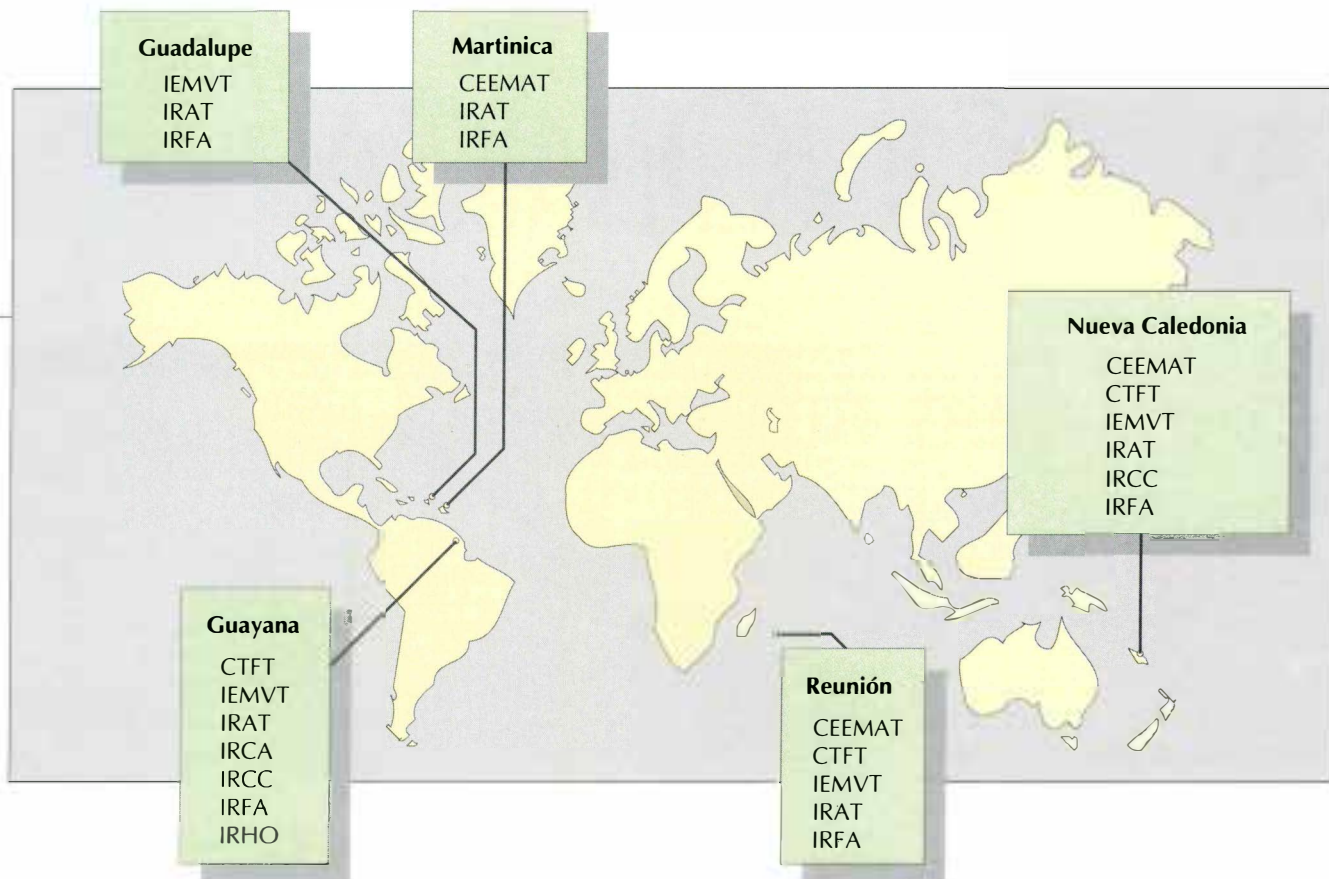 Guadalupe
IEMVT
IRAT
IRFA
Martinica
CEEMAT
IRAT
IRFA
Nueva Caledonia
CEEMAT
CTFT
IEMVT
IRAT
IRCC
IRFA
Guayana
CTFT
IEMVT
IRAT
IRCA
IRCC
IRFA
IRHO
Reunión
CEEMAT
CTFT
IEMVT
IRAT
IRFA